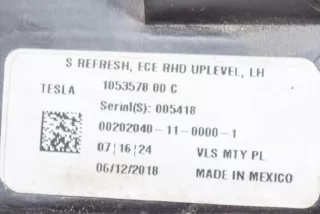 S REFRESH, ECE RHD UPLEVEL, LH
TESLA 1053578 00 C
Serial(S): 005418
00202040-11-0000-1
07|16|24 VLS MTY PL
06/12/2018 MADE IN MEXICO